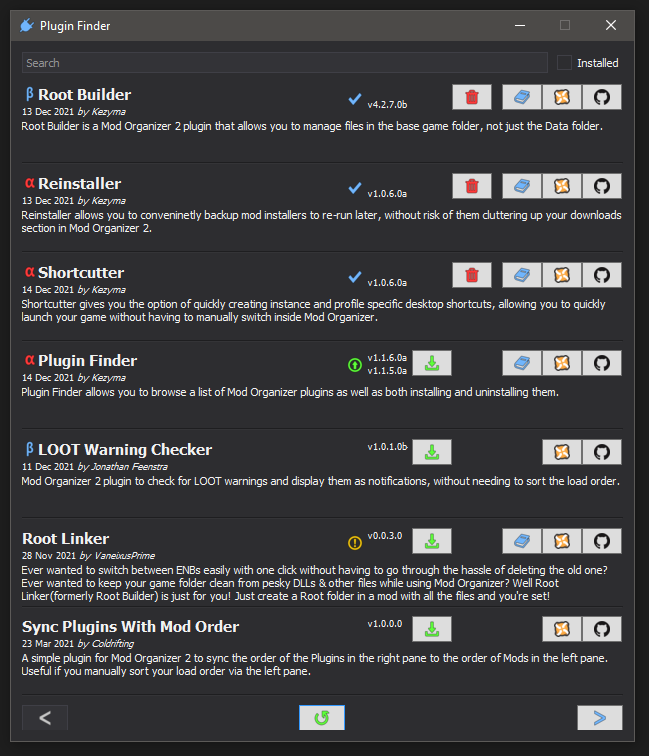 Plugin Finder
Search
Installed
β Root Builder
v4.2.7.0b
13 Dec 2021 by Kezyma
Root Builder is a Mod Organizer 2 plugin that allows you to manage files in the base game folder, not just the Data folder.
α Reinstaller
v1.0.6.0a
13 Dec 2021 by Kezyma
Reinstaller allows you to conveninetly backup mod installers to re-run later, without risk of them cluttering up your downloads
section in Mod Organizer 2.
α Shortcutter
v1.0.6.0a
14 Dec 2021 by Kezyma
Shortcutter gives you the option of quickly creating instance and profile specific desktop shortcuts, allowing you to quickly
launch your game without having to manually switch inside Mod Organizer.
α Plugin Finder
v1.1.6.0a
v1.1.5.0a
14 Dec 2021 by Kezyma
Plugin Finder allows you to browse a list of Mod Organizer plugins as well as both installing and uninstalling them.
β LOOT Warning Checker
v1.0.1.0b
11 Dec 2021 by Jonathan Feenstra
Mod Organizer 2 plugin to check for LOOT warnings and display them as notifications, without needing to sort the load order.
Root Linker
v0.0.3.0
28 Nov 2021 by VaneixusPrime
Ever wanted to switch between ENBs easily with one click without having to go through the hassle of deleting the old one?
Ever wanted to keep your game folder clean from pesky DLLs & other files while using Mod Organizer? Well Root
Linker(formerly Root Builder) is just for you! Just create a Root folder in a mod with all the files and you're set!
Sync Plugins With Mod Order
v1.0.0.0
23 Mar 2021 by Coldrifting
A simple plugin for Mod Organizer 2 to sync the order of the Plugins in the right pane to the order of Mods in the left pane.
Useful if you manually sort your load order via the left pane.